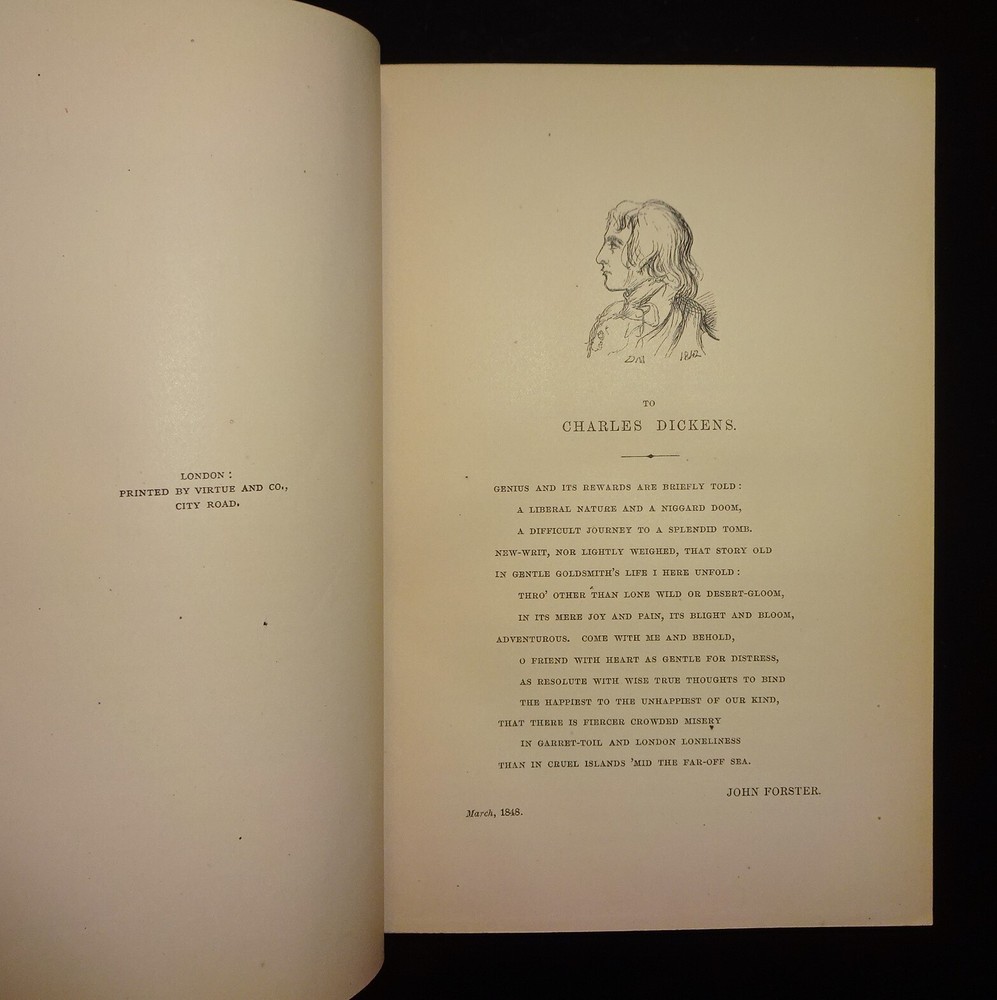 LONDON:
PRINTED BY VIRTUE AND CO.,
CITY ROAD.
DM 1842
TO
CHARLES DICKENS.
GENIUS AND ITS REWARDS ARE BRIEFLY TOLD:
A LIBERAL NATURE AND A NIGGARD DOOM,
A DIFFICULT JOURNEY TO A SPLENDID TOMB.
NEW-WRIT, NOR LIGHTLY WEIGHED, THAT STORY OLD
IN GENTLE GOLDSMITH'S LIFE I HERE UNFOLD:
THRO' OTHER THAN LONE WILD OR DESERT-GLOOM,
IN ITS MERE JOY AND PAIN, ITS BLIGHT AND BLOOM,
ADVENTUROUS. COME WITH ME AND BEHOLD,
O FRIEND WITH HEART AS GENTLE FOR DISTRESS,
AS RESOLUTE WITH WISE TRUE THOUGHTS TO BIND
THE HAPPIEST TO THE UNHAPPIEST OF OUR KIND,
THAT THERE IS FIERCER CROWDED MISERY
IN GARRET-TOIL AND LONDON LONELINESS
THAN IN CRUEL ISLANDS 'MID THE FAR-OFF SEA.
JOHN FORSTER.
March, 1848.